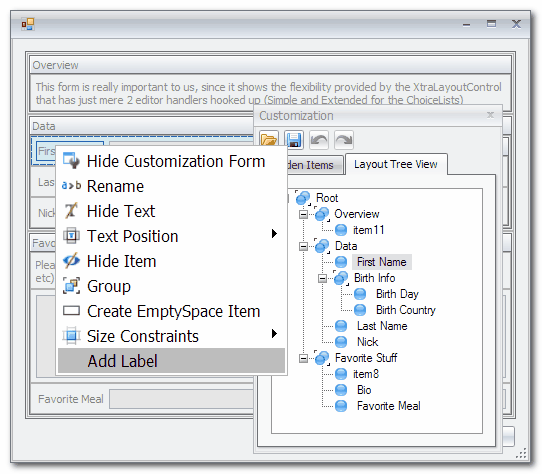 Overview
This form is really important to us, since it shows the flexibility provided by the XtraLayoutControl
that has just mere 2 editor handlers hooked up (Simple and Extended for the ChoiceLists)
Customization
Data
First
Hide Customization Form
Rename
Hide Text
Text Position
Hide Item
Group
Create EmptySpace Item
Size Constraints
Add Label
Las
Nick
Favo
Plea
etc)
Favorite Meal
den Items
Layout Tree View
Root
Overview
item11
Data
First Name
Birth Info
Birth Day
Birth Country
Last Name
Nick
Favorite Stuff
item8
Bio
Favorite Meal